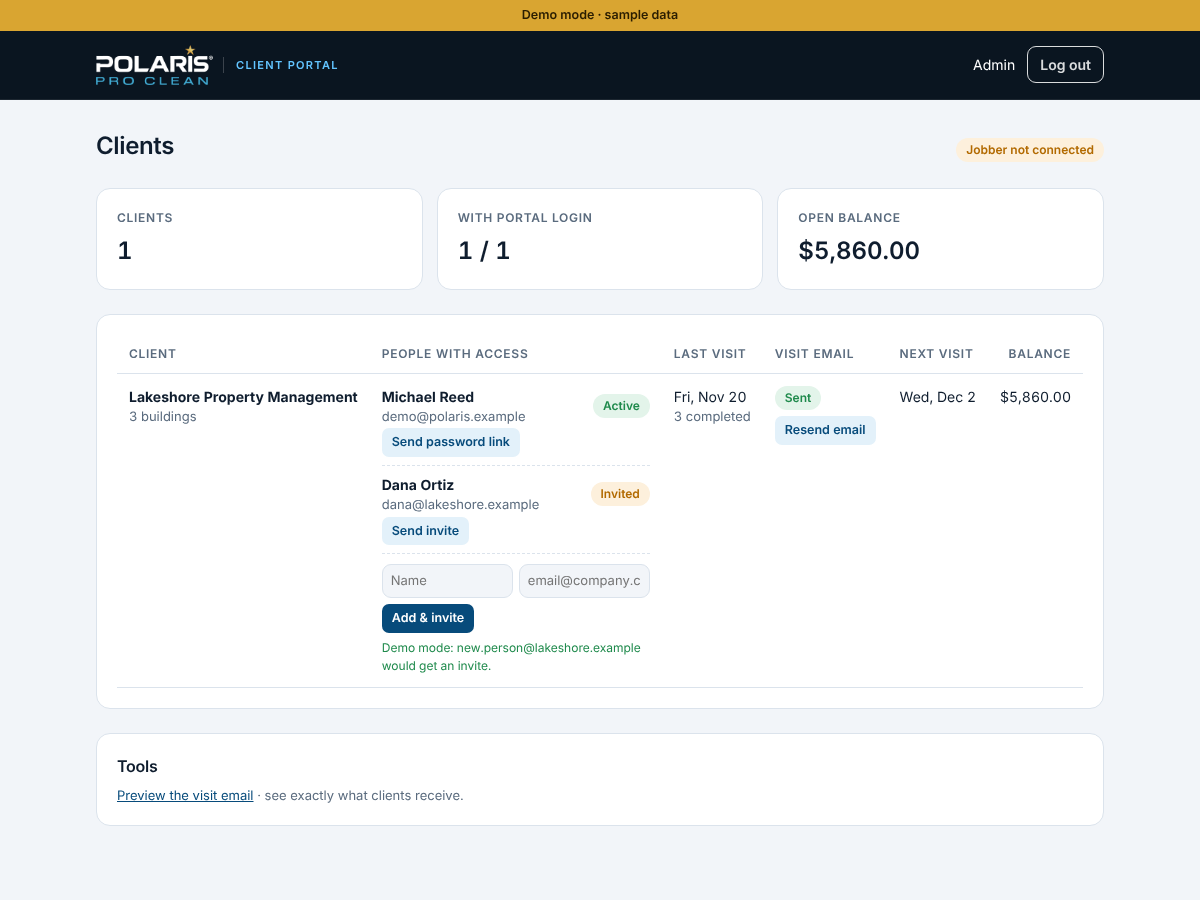 Demo mode · sample data
POLARIS®
PRO CLEAN
CLIENT PORTAL
Admin
Log out
Clients
Jobber not connected
CLIENTS
1
WITH PORTAL LOGIN
1 / 1
OPEN BALANCE
$5,860.00
CLIENT
PEOPLE WITH ACCESS
LAST VISIT
VISIT EMAIL
NEXT VISIT
BALANCE
Lakeshore Property Management
3 buildings
Michael Reed
demo@polaris.example
Active
Send password link
Dana Ortiz
dana@lakeshore.example
Invited
Send invite
Name
email@company.c
Add & invite
Demo mode: new.person@lakeshore.example
would get an invite.
Fri, Nov 20
3 completed
Sent
Resend email
Wed, Dec 2
$5,860.00
Tools
Preview the visit email · see exactly what clients receive.